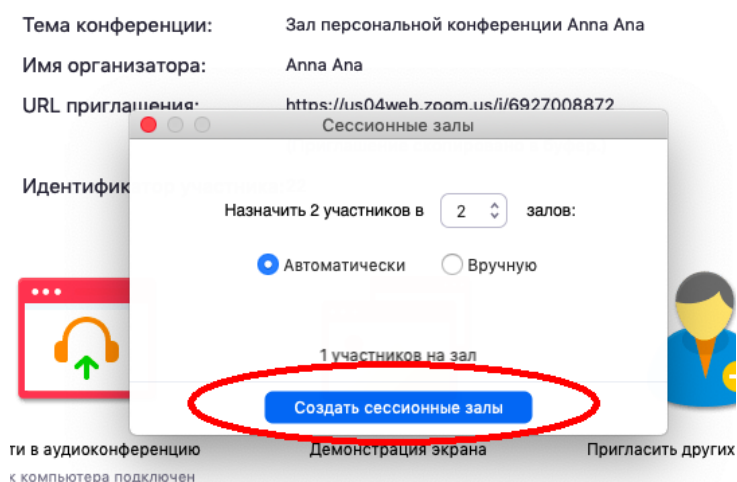 Тема конференции: Зал персональной конференции Anna Ana
Имя организатора: Anna Ana
URL приглашения: https://us04web.zoom.us/j/6927008872
Сессионные залы
Идентифик
Назначить 2 участников в 2 залов:
Автоматически Вручную
1 участников на зал
Создать сессионные залы
ти в аудиоконференцию Демонстрация экрана Пригласить других
к компьютера подключен